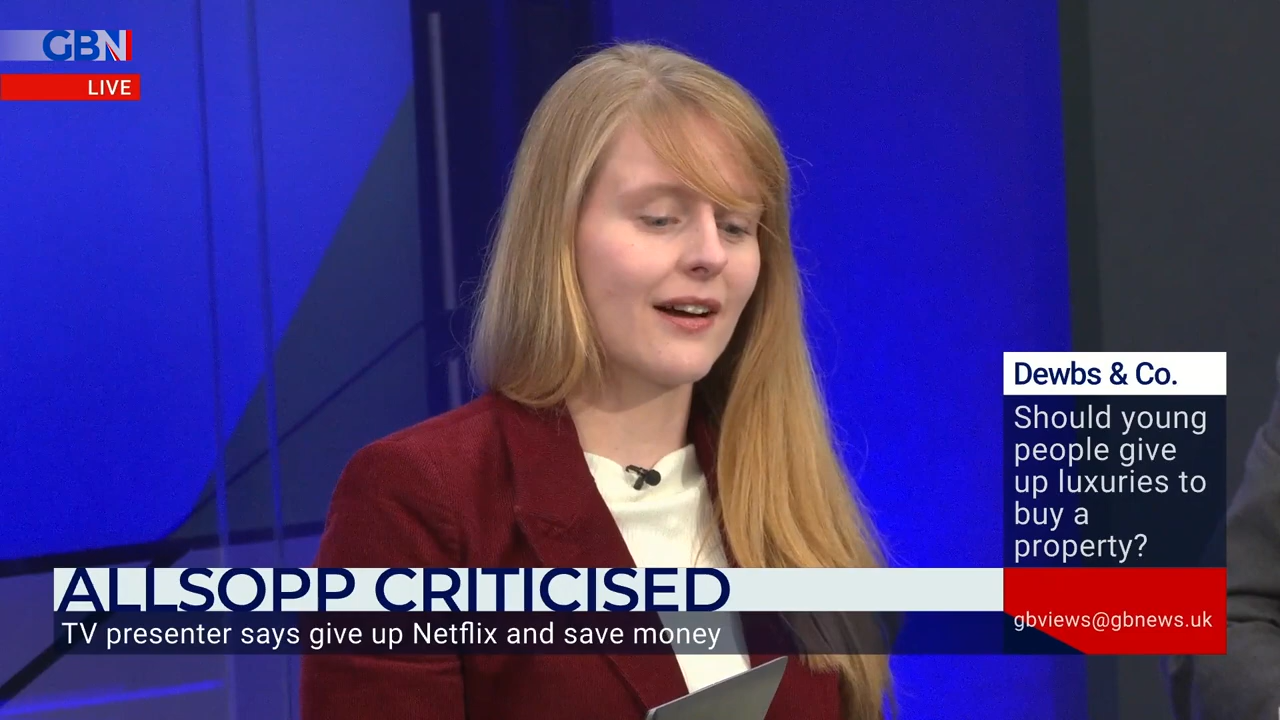 GBN
LIVE
Dewbs & Co.
Should young
people give
up luxuries to
buy a
property?
ALLSOPP CRITICISED
TV presenter says give up Netflix and save money
gbviews@gbnews.uk